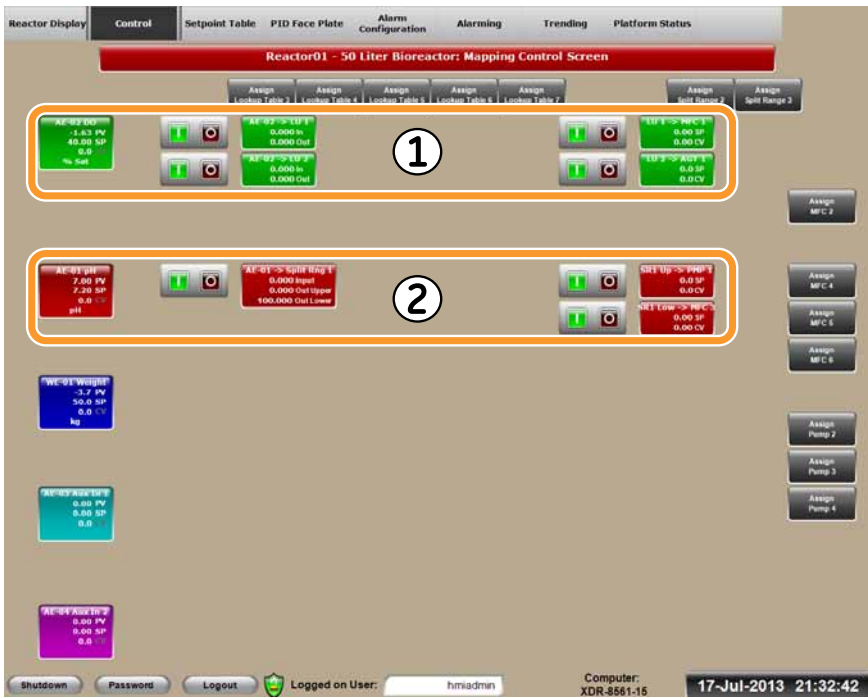 Reactor Display
Control
Setpoint Table
PID Face Plate
Alarm
Configuration
Alarming
Trending
Platform Status
Reactor01 - 50 Liter Bioreactor: Mapping Control Screen
Assign
Lookup Table 3
Assign
Lookup Table 4
Assign
Lookup Table 5
Assign
Lookup Table 6
Assign
Lookup Table 7
Assign
Split Range 2
Assign
Split Range 3
AE-02 DO
-1.63 PV
40.00 SP
0.0
% Sat
AE-02 -> LU 1
0.000 In
0.000 Out
AE-02 -> LU 2
0.000 In
0.000 Out
1
LU 1 -> MFC 1
0.00 SP
0.00 CV
LU 2 -> AGT 1
0.0 SP
0.0 CV
Assign
MFC 2
AE-01 pH
7.00 PV
7.20 SP
0.0 CV
pH
AE-01 -> Split Rng 1
0.000 Input
0.000 Out Upper
100.000 Out Lower
2
SR1 Up -> PMP 1
0.0 SP
0.0 CV
SR1 Low -> MFC 3
0.00 SP
0.00 CV
Assign
MFC 4
Assign
MFC 5
Assign
MFC 6
WE-01 Weight
-3.7 PV
50.0 SP
0.0 CV
kg
Assign
Pump 2
Assign
Pump 3
Assign
Pump 4
AE-03 Aux In 1
0.00 PV
0.00 SP
0.0
AE-04 Aux In 2
0.00 PV
0.00 SP
0.0
Shutdown
Password
Logout
Logged on User:
hmiadmin
Computer:
XDR-8561-15
17-Jul-2013 21:32:42